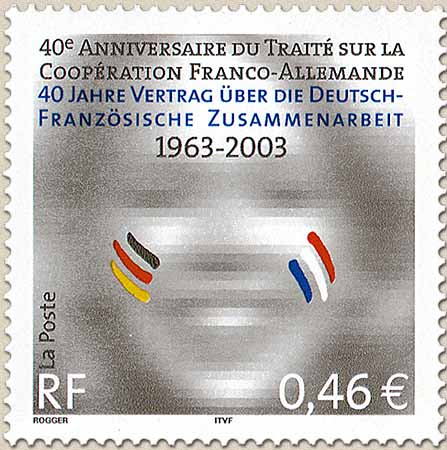 40e ANNIVERSAIRE DU TRAITÉ SUR LA
COOPÉRATION FRANCO-ALLEMANDE
40 JAHRE VERTRAG ÜBER DIE DEUTSCH-
FRANZÖSISCHE ZUSAMMENARBEIT
1963-2003
La Poste
RF
0,46 €
ROGGER
ITVF